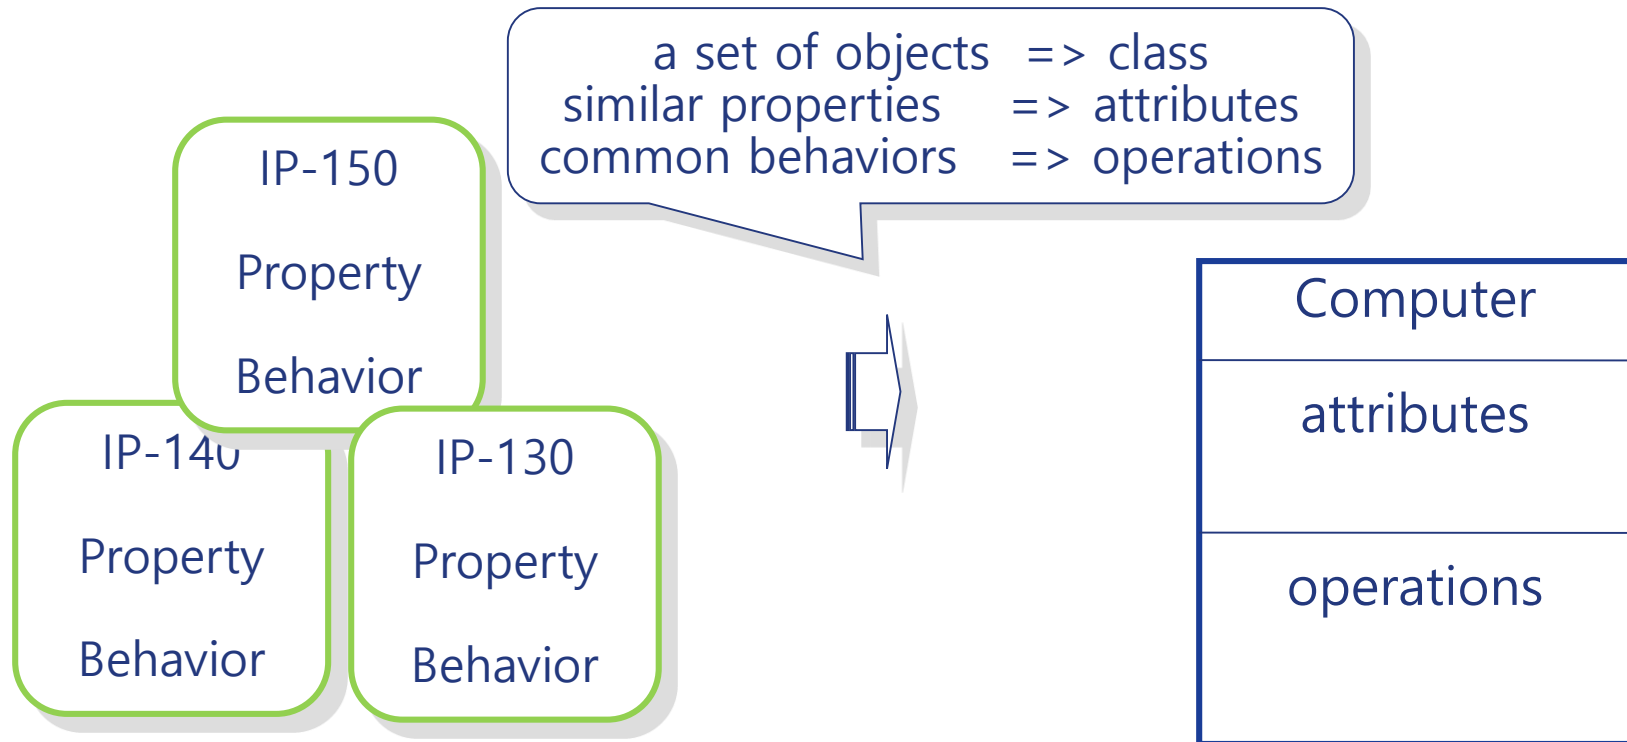 a set of objects => class
similar properties => attributes
common behaviors => operations
IP-150
Property
Behavior
IP-140
Property
Behavior
IP-130
Property
Behavior
Computer
attributes
operations